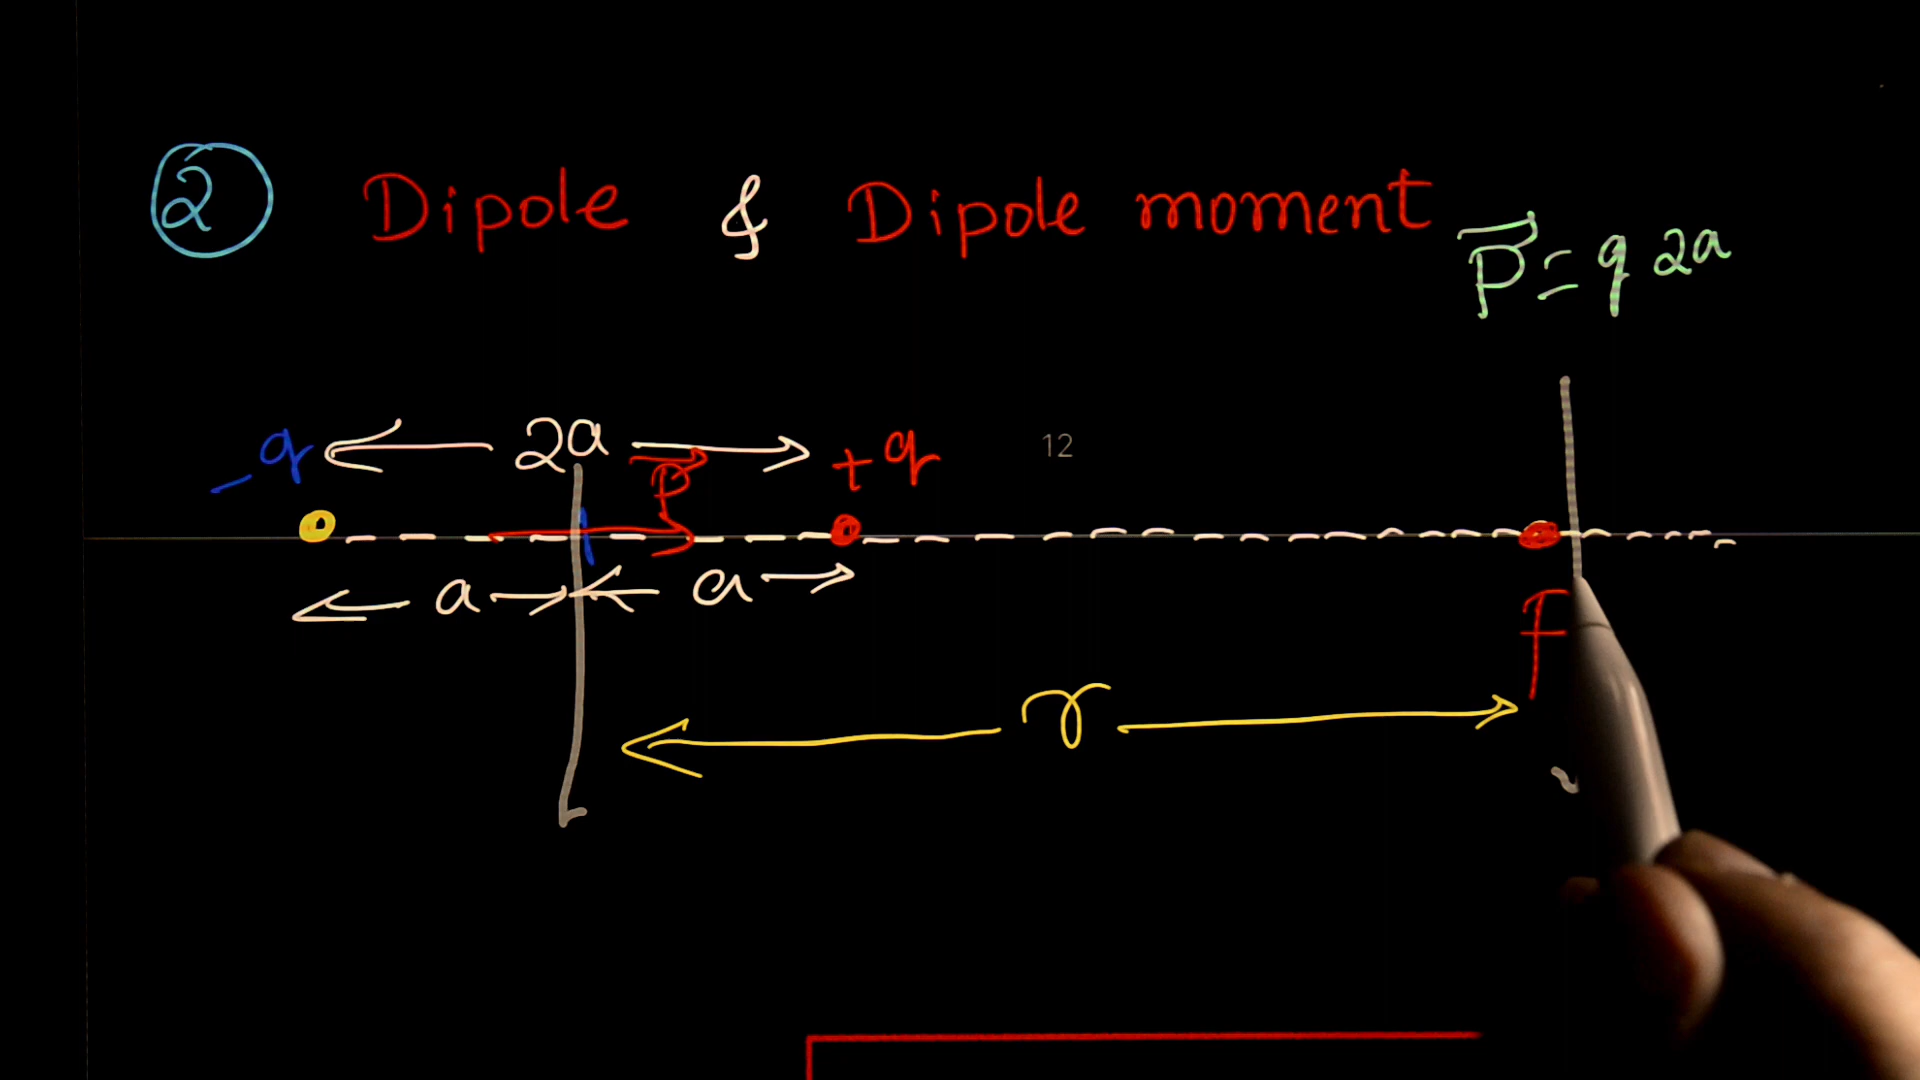 2 Dipole & Dipole moment
P = q 2a
-q 2a +q 12
P
a a
r